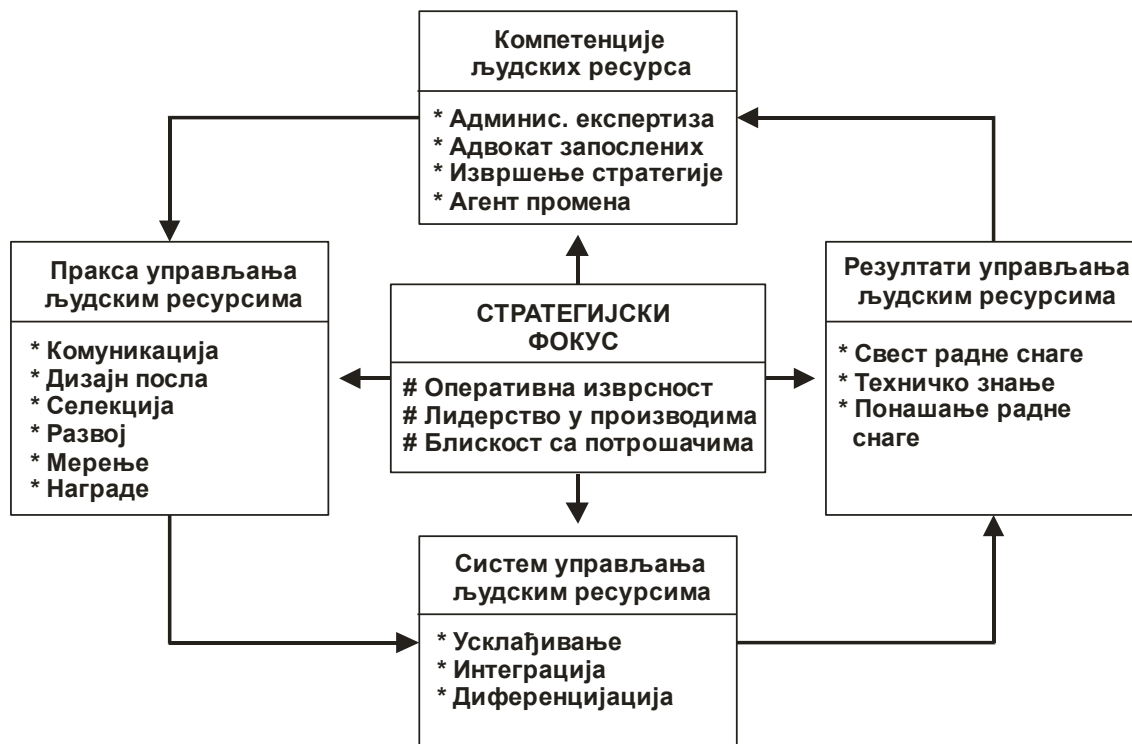 Компетенције
људских ресурса
* Админис. експертиза
* Адвокат запослених
* Извршење стратегије
* Агент промена
Пракса управљања
људским ресурсима
* Комуникација
* Дизајн посла
* Селекција
* Развој
* Мерење
* Награде
СТРАТЕГИЈСКИ
ФОКУС
# Оперативна изврсност
# Лидерство у производима
# Блискост са потрошачима
Резултати управљања
људским ресурсима
* Свест радне снаге
* Техничко знање
* Понашање радне
снаге
Систем управљања
људским ресурсима
* Усклађивање
* Интеграција
* Диференцијација